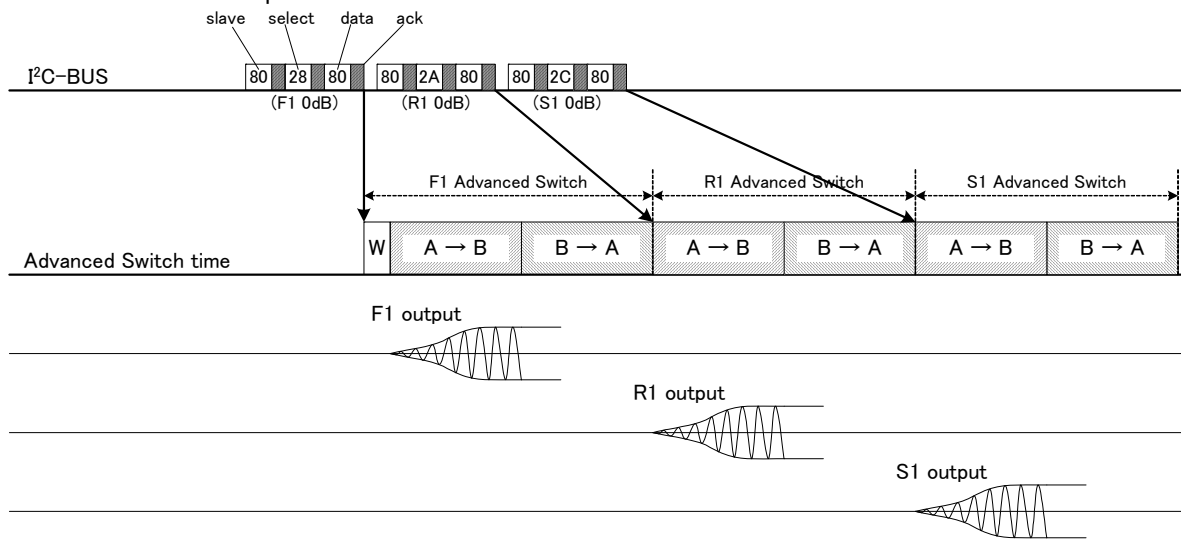 slave select data ack
I²C-BUS 80 28 80 80 2A 80 80 2C 80
(F1 0dB) (R1 0dB) (S1 0dB)
F1 Advanced Switch R1 Advanced Switch S1 Advanced Switch
Advanced Switch time W A → B B → A A → B B → A A → B B → A
F1 output
R1 output
S1 output